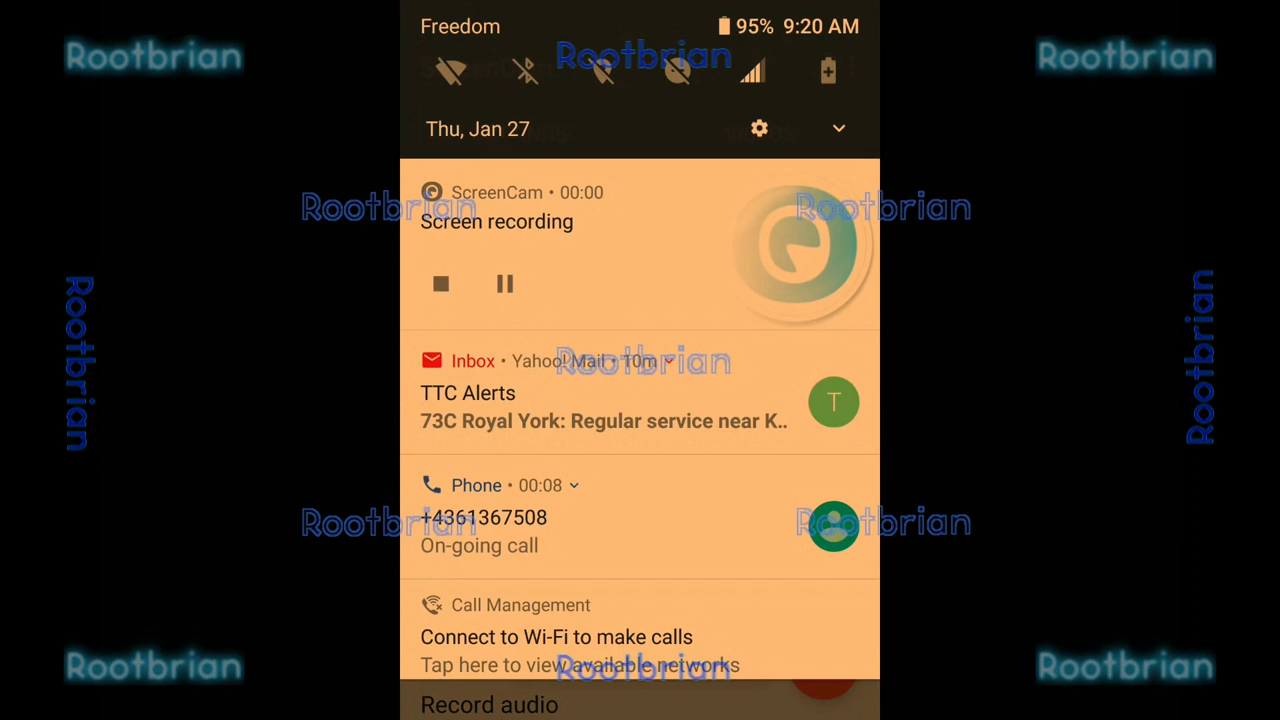 Freedom 95% 9:20 AM
Rootbrian Rootbrian Rootbrian
Thu, Jan 27
ScreenCam • 00:00
Rootbrian Rootbrian
Screen recording
Inbox • Yahoo! Mail • 10m
Rootbrian
TTC Alerts T
73C Royal York: Regular service near K..
Rootbrian Rootbrian
Phone • 00:08
+4361367508
Rootbrian Rootbrian
On-going call
Call Management
Connect to Wi-Fi to make calls
Tap here to view available networks
Rootbrian Rootbrian Rootbrian
Record audio